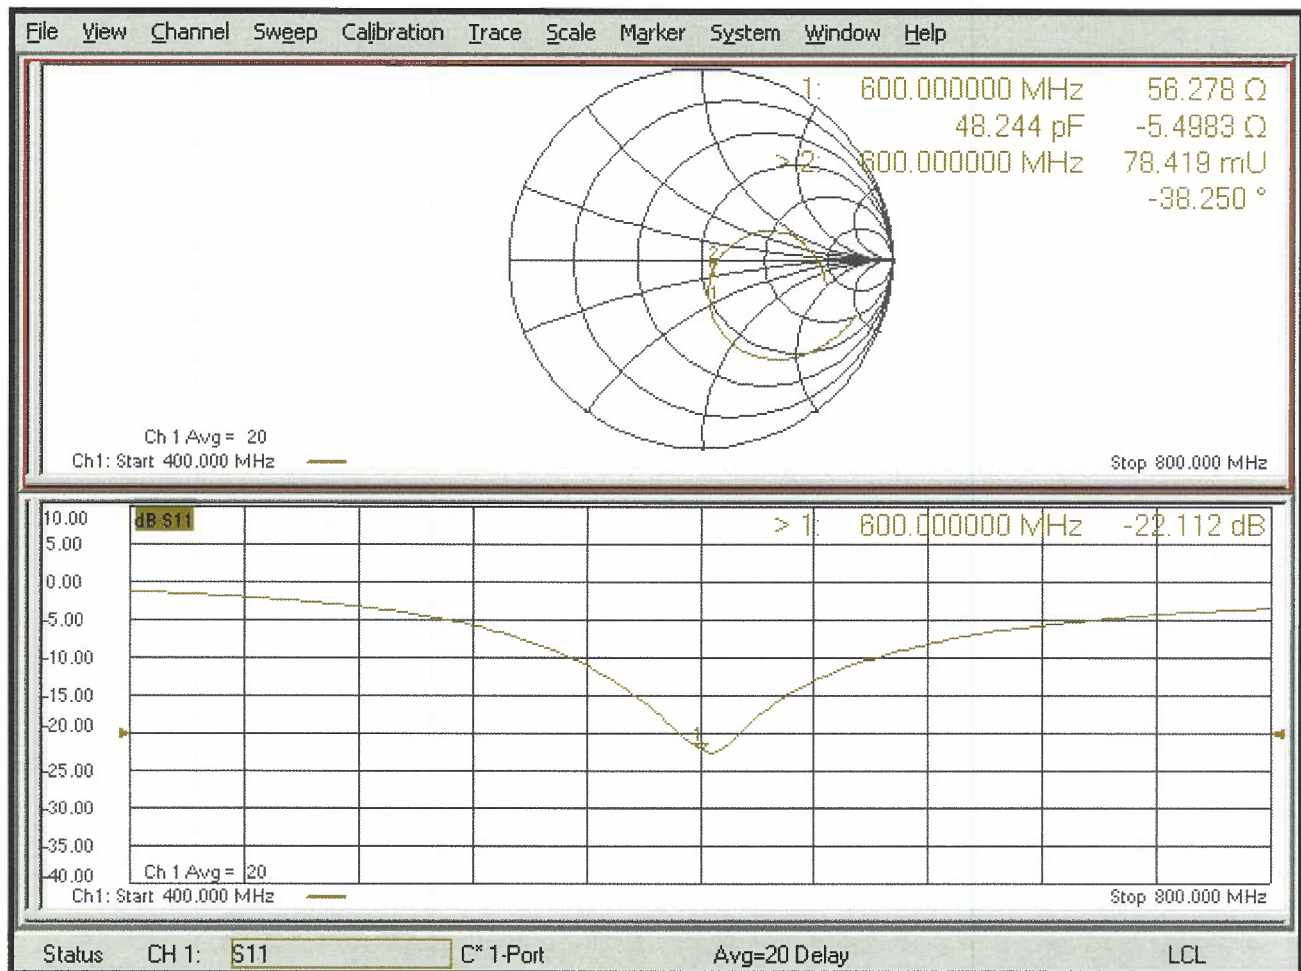 File View Channel Sweep Calibration Trace Scale Marker System Window Help
1: 600.000000 MHz 56.278 Ω
48.244 pF -5.4983 Ω
> 2: 600.000000 MHz 78.419 mU
-38.250 °
2
1
Ch 1 Avg = 20
Ch1: Start 400.000 MHz
Stop 800.000 MHz
dB S11
> 1: 600.000000 MHz -22.112 dB
10.00
5.00
0.00
-5.00
-10.00
-15.00
-20.00
-25.00
-30.00
-35.00
-40.00
1
Ch 1 Avg = 20
Ch1: Start 400.000 MHz
Stop 800.000 MHz
Status CH 1: S11 C* 1-Port Avg=20 Delay LCL